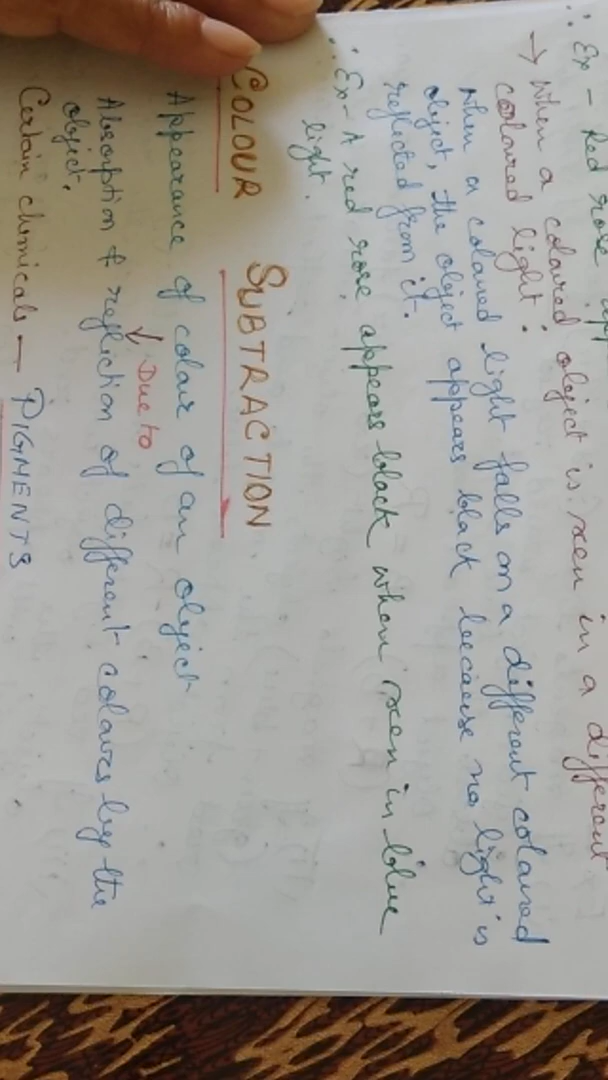 ∴ Ex - Red rose
→ When a coloured object is seen in a different
coloured light:
When a coloured light falls on a different coloured
object, the object appears black because no light is
reflected from it.
∴ Ex - A red rose appears black when seen in blue
light.
COLOUR SUBTRACTION
Appearance of colour of an object
↓ Due to
Absorption & reflection of different colours by the
object.
Certain chemicals — PIGMENTS